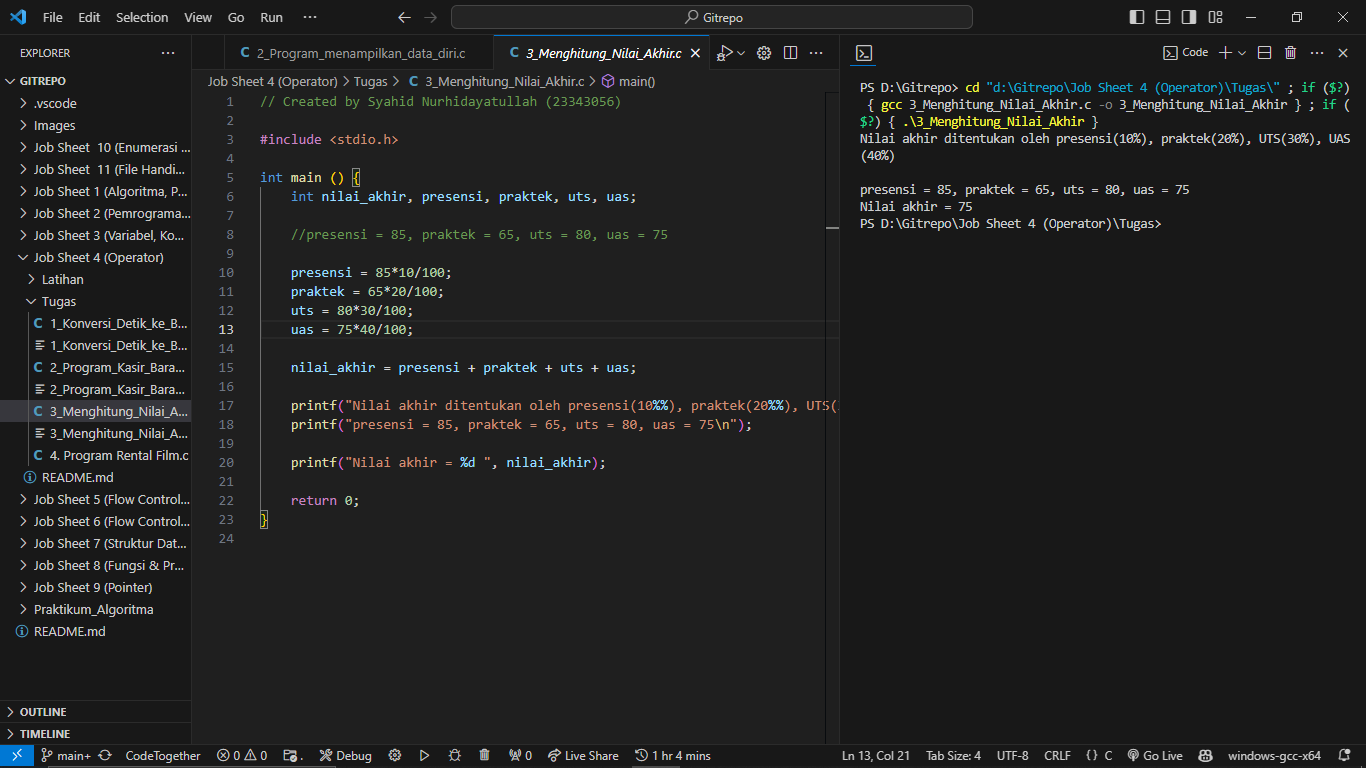 File Edit Selection View Go Run ··· Gitrepo
EXPLORER ···
GITREPO
.vscode
Images
Job Sheet 10 (Enumerasi ...
Job Sheet 11 (File Handi...
Job Sheet 1 (Algoritma, P...
Job Sheet 2 (Pemrograma...
Job Sheet 3 (Variabel, Ko...
Job Sheet 4 (Operator)
Latihan
Tugas
C 1_Konversi_Detik_ke_B...
1_Konversi_Detik_ke_B...
C 2_Program_Kasir_Bara...
2_Program_Kasir_Bara...
C 3_Menghitung_Nilai_A...
3_Menghitung_Nilai_A...
C 4. Program Rental Film.c
README.md
Job Sheet 5 (Flow Control...
Job Sheet 6 (Flow Control...
Job Sheet 7 (Struktur Dat...
Job Sheet 8 (Fungsi & Pr...
Job Sheet 9 (Pointer)
Praktikum_Algoritma
README.md
OUTLINE
TIMELINE
C 2_Program_menampilkan_data_diri.c C 3_Menghitung_Nilai_Akhir.c
Job Sheet 4 (Operator) > Tugas > C 3_Menghitung_Nilai_Akhir.c > main()
1 // Created by Syahid Nurhidayatullah (23343056)
2
3 #include <stdio.h>
4
5 int main () {
6 int nilai_akhir, presensi, praktek, uts, uas;
7
8 //presensi = 85, praktek = 65, uts = 80, uas = 75
9
10 presensi = 85*10/100;
11 praktek = 65*20/100;
12 uts = 80*30/100;
13 uas = 75*40/100;
14
15 nilai_akhir = presensi + praktek + uts + uas;
16
17 printf("Nilai akhir ditentukan oleh presensi(10%%), praktek(20%%), UTS(
18 printf("presensi = 85, praktek = 65, uts = 80, uas = 75\n");
19
20 printf("Nilai akhir = %d ", nilai_akhir);
21
22 return 0;
23 }
24
Code
PS D:\Gitrepo> cd "d:\Gitrepo\Job Sheet 4 (Operator)\Tugas\" ; if ($?)
{ gcc 3_Menghitung_Nilai_Akhir.c -o 3_Menghitung_Nilai_Akhir } ; if (
$?) { .\3_Menghitung_Nilai_Akhir }
Nilai akhir ditentukan oleh presensi(10%), praktek(20%), UTS(30%), UAS
(40%)
presensi = 85, praktek = 65, uts = 80, uas = 75
Nilai akhir = 75
PS D:\Gitrepo\Job Sheet 4 (Operator)\Tugas>
main+ CodeTogether 0 0 Debug 0 Live Share 1 hr 4 mins Ln 13, Col 21 Tab Size: 4 UTF-8 CRLF { } C Go Live windows-gcc-x64